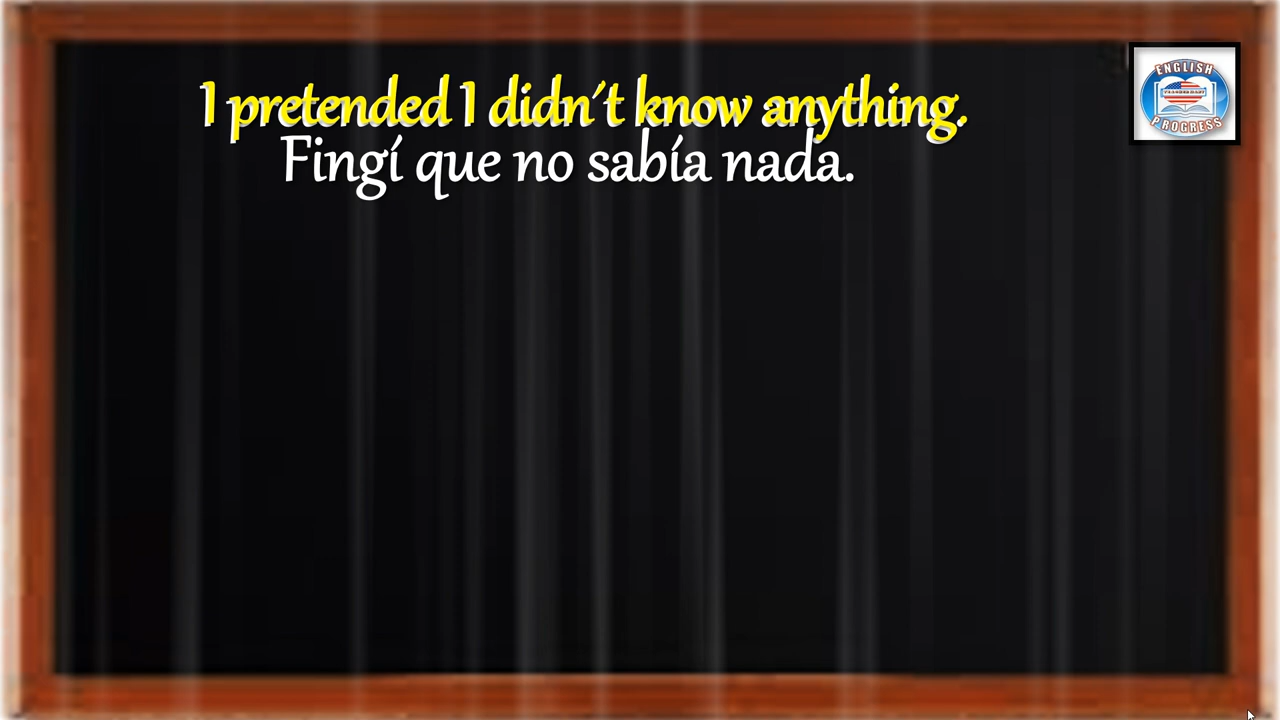 I pretended I didn´t know anything.
Fingí que no sabía nada.
ENGLISH
PROGRESS